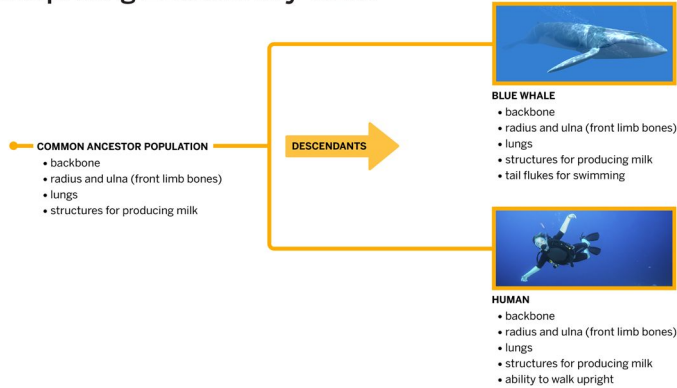 COMMON ANCESTOR POPULATION
• backbone
• radius and ulna (front limb bones)
• lungs
• structures for producing milk
DESCENDANTS
BLUE WHALE
• backbone
• radius and ulna (front limb bones)
• lungs
• structures for producing milk
• tail flukes for swimming
HUMAN
• backbone
• radius and ulna (front limb bones)
• lungs
• structures for producing milk
• ability to walk upright